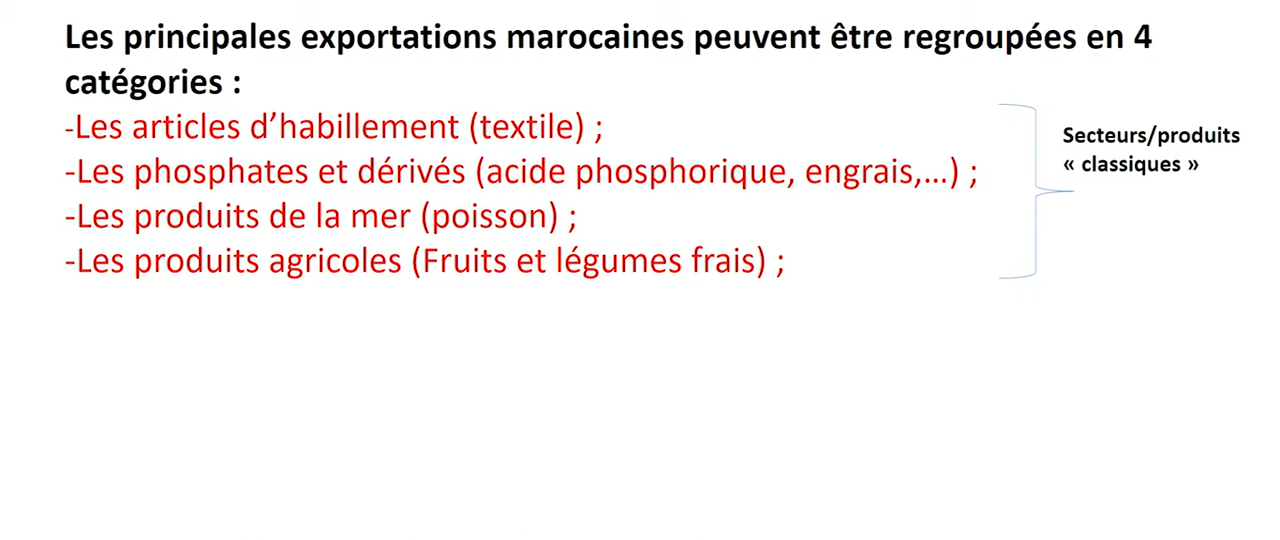 Les principales exportations marocaines peuvent être regroupées en 4
catégories :
-Les articles d’habillement (textile) ;
-Les phosphates et dérivés (acide phosphorique, engrais,...) ;
-Les produits de la mer (poisson) ;
-Les produits agricoles (Fruits et légumes frais) ;
Secteurs/produits
« classiques »